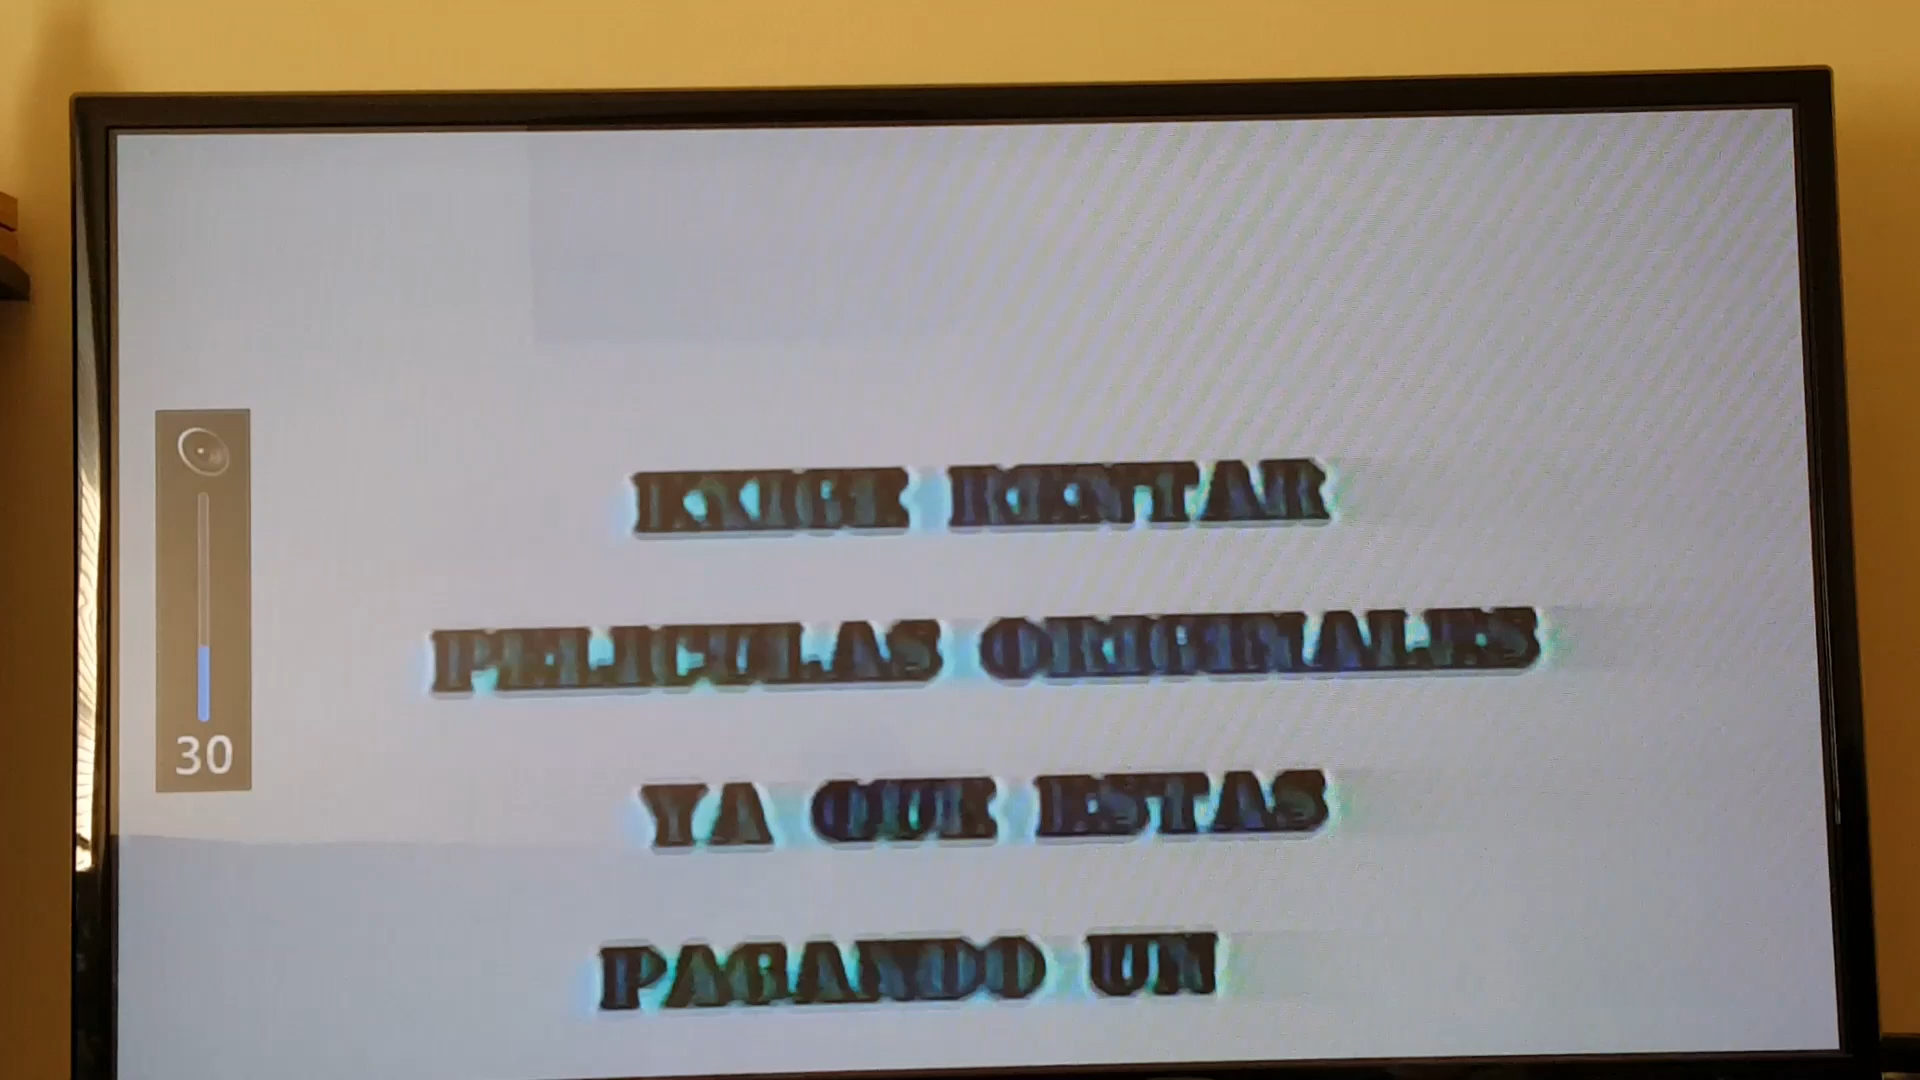 EXIGE RENTAR
PELICULAS ORIGINALES
30
YA QUE ESTAS
PAGANDO UN